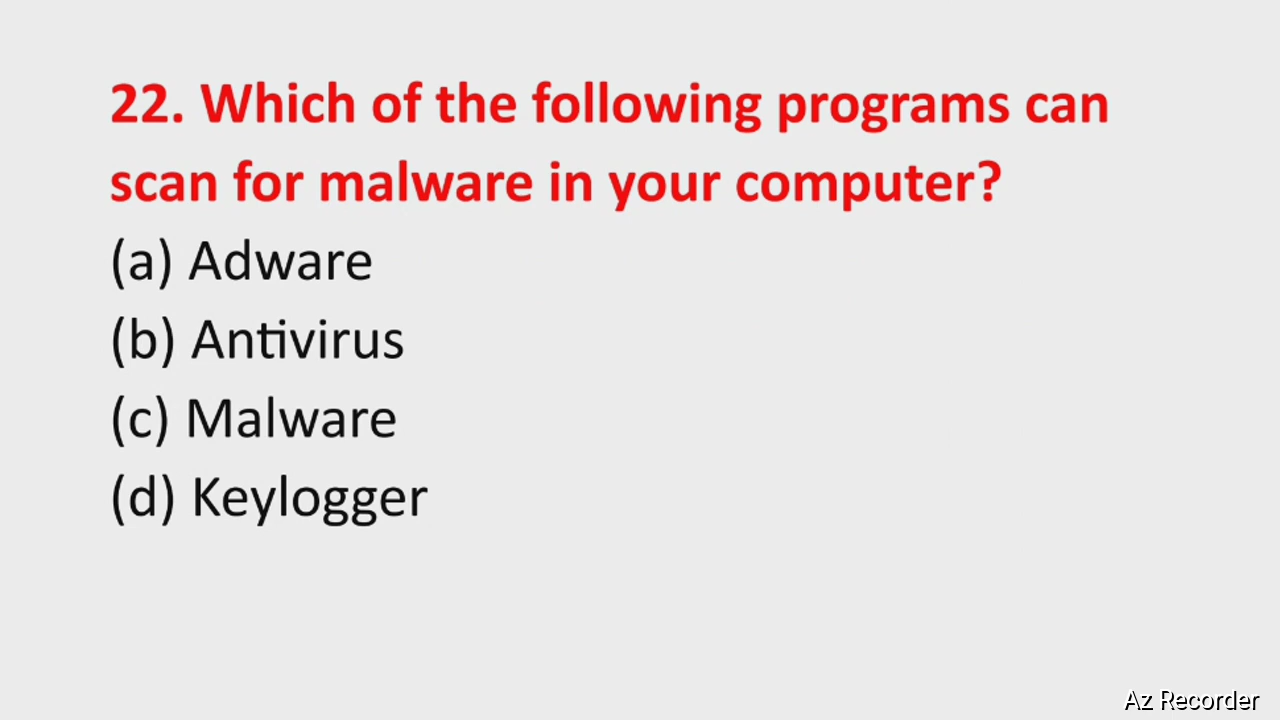 22. Which of the following programs can
scan for malware in your computer?
(a) Adware
(b) Antivirus
(c) Malware
(d) Keylogger
Az Recorder